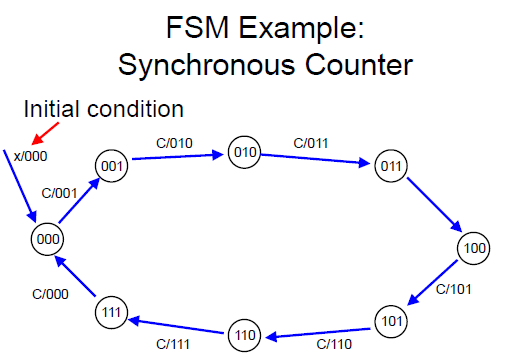 FSM Example:
Synchronous Counter
Initial condition
x/000
C/001
C/010
C/011
001
010
011
000
100
C/000
C/101
111
110
101
C/111
C/110